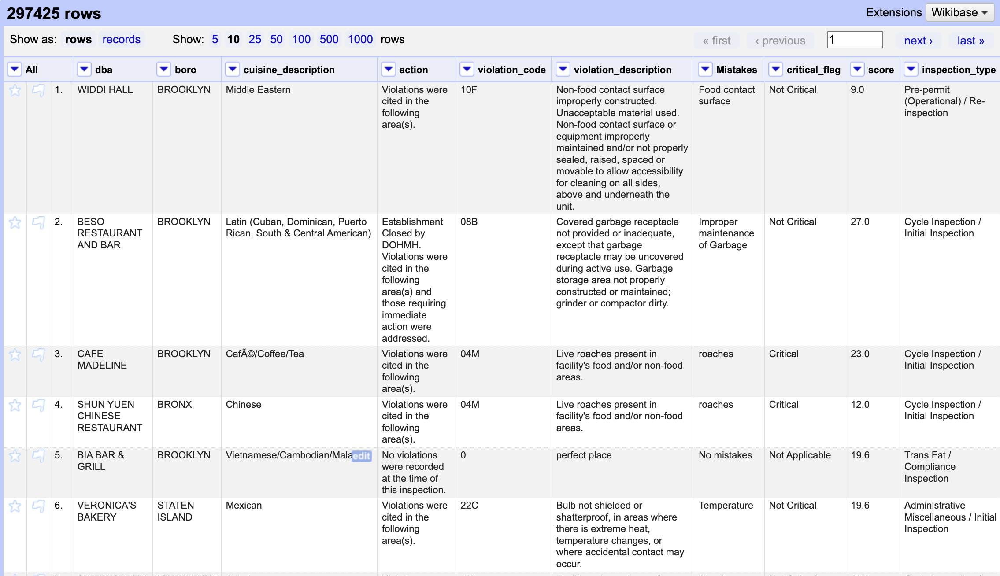 297425 rows
Extensions Wikibase
Show as: rows records Show: 5 10 25 50 100 500 1000 rows « first ‹ previous 1 next › last »
All dba boro cuisine_description action violation_code violation_description Mistakes critical_flag score inspection_type
1. WIDDI HALL BROOKLYN Middle Eastern Violations were 10F Non-food contact surface Food contact Not Critical 9.0 Pre-permit
cited in the improperly constructed. surface (Operational) / Re-
following Unacceptable material used. inspection
area(s). Non-food contact surface or
equipment improperly
maintained and/or not properly
sealed, raised, spaced or
movable to allow accessibility
for cleaning on all sides,
above and underneath the
unit.
2. BESO BROOKLYN Latin (Cuban, Dominican, Puerto Establishment 08B Covered garbage receptacle Improper Not Critical 27.0 Cycle Inspection /
RESTAURANT Rican, South & Central American) Closed by not provided or inadequate, maintenance Initial Inspection
AND BAR DOHMH. except that garbage of Garbage
Violations were receptacle may be uncovered
cited in the during active use. Garbage
following storage area not properly
area(s) and constructed or maintained;
those requiring grinder or compactor dirty.
immediate
action were
addressed.
3. CAFE BROOKLYN CafÃ©/Coffee/Tea Violations were 04M Live roaches present in roaches Critical 23.0 Cycle Inspection /
MADELINE cited in the facility's food and/or non-food Initial Inspection
following areas.
area(s).
4. SHUN YUEN BRONX Chinese Violations were 04M Live roaches present in roaches Critical 12.0 Cycle Inspection /
CHINESE cited in the facility's food and/or non-food Initial Inspection
RESTAURANT following areas.
area(s).
5. BIA BAR & BROOKLYN Vietnamese/Cambodian/Mala edit No violations 0 perfect place No mistakes Not Applicable 19.6 Trans Fat /
GRILL were recorded Compliance
at the time of Inspection
this inspection.
6. VERONICA'S STATEN Mexican Violations were 22C Bulb not shielded or Temperature Not Critical 19.6 Administrative
BAKERY ISLAND cited in the shatterproof, in areas where Miscellaneous / Initial
following there is extreme heat, Inspection
area(s). temperature changes, or
where accidental contact may
occur.